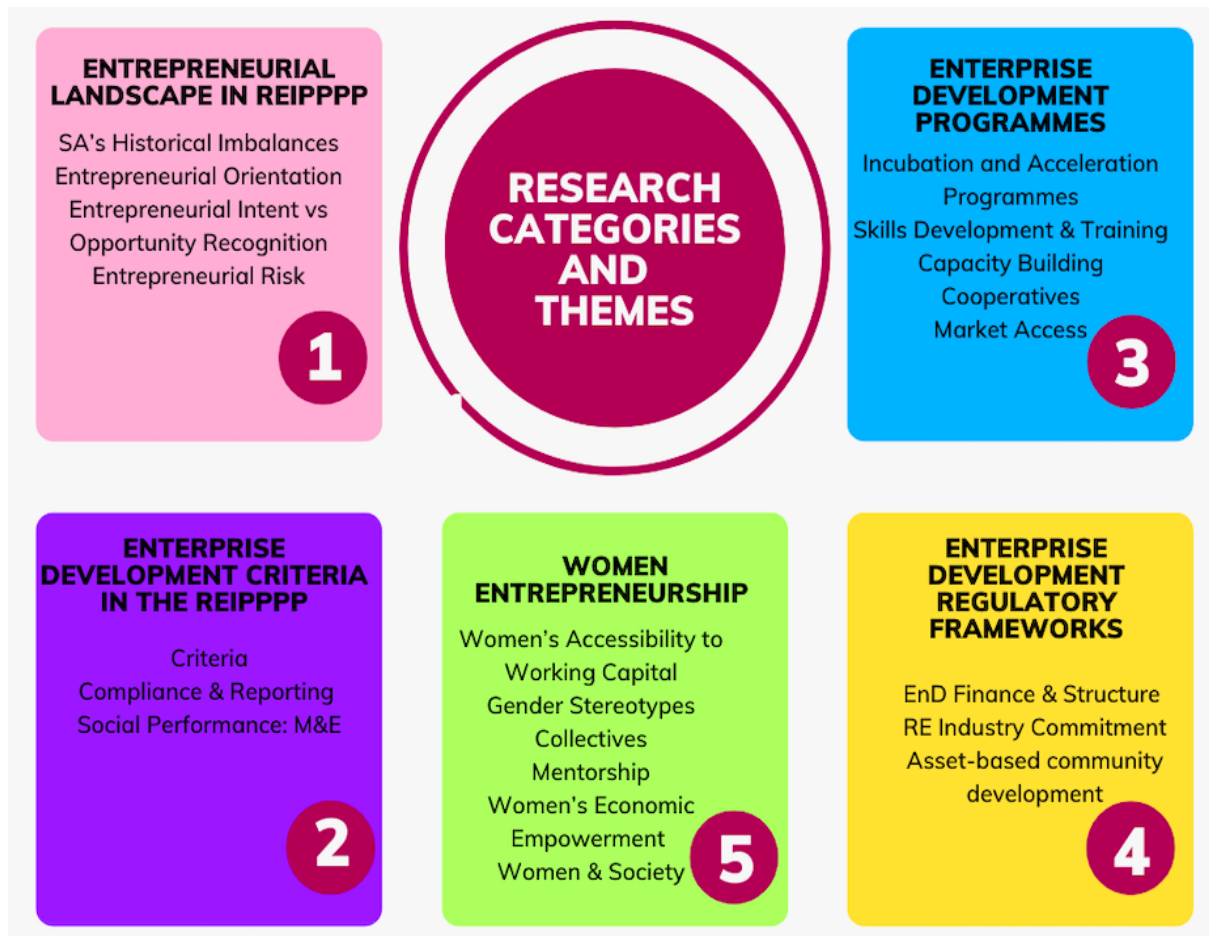 RESEARCH
CATEGORIES
AND
THEMES
ENTREPRENEURIAL
LANDSCAPE IN REIPPPP
SA's Historical Imbalances
Entrepreneurial Orientation
Entrepreneurial Intent vs
Opportunity Recognition
Entrepreneurial Risk
1
ENTERPRISE
DEVELOPMENT CRITERIA
IN THE REIPPPP
Criteria
Compliance & Reporting
Social Performance: M&E
2
ENTERPRISE
DEVELOPMENT
PROGRAMMES
Incubation and Acceleration
Programmes
Skills Development & Training
Capacity Building
Cooperatives
Market Access
3
ENTERPRISE
DEVELOPMENT
REGULATORY
FRAMEWORKS
EnD Finance & Structure
RE Industry Commitment
Asset-based community
development
4
WOMEN
ENTREPRENEURSHIP
Women's Accessibility to
Working Capital
Gender Stereotypes
Collectives
Mentorship
Women's Economic
Empowerment
Women & Society
5